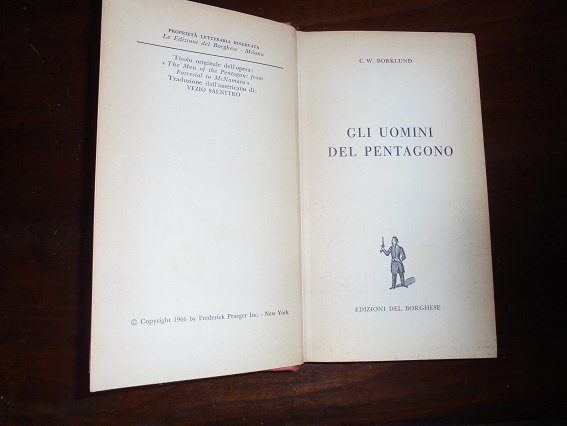 PROPRIETÀ LETTERARIA RISERVATA
Le Edizioni del Borghese - Milano
Titolo originale dell'opera:
« The Men of the Pentagon: from
Forrestal to McNamara »
Traduzione dall'americano di:
VEZIO SALNITRO
© Copyright 1966 by Frederick Praeger Inc. - New York
C. W. BORKLUND
GLI UOMINI
DEL PENTAGONO
EDIZIONI DEL BORGHESE